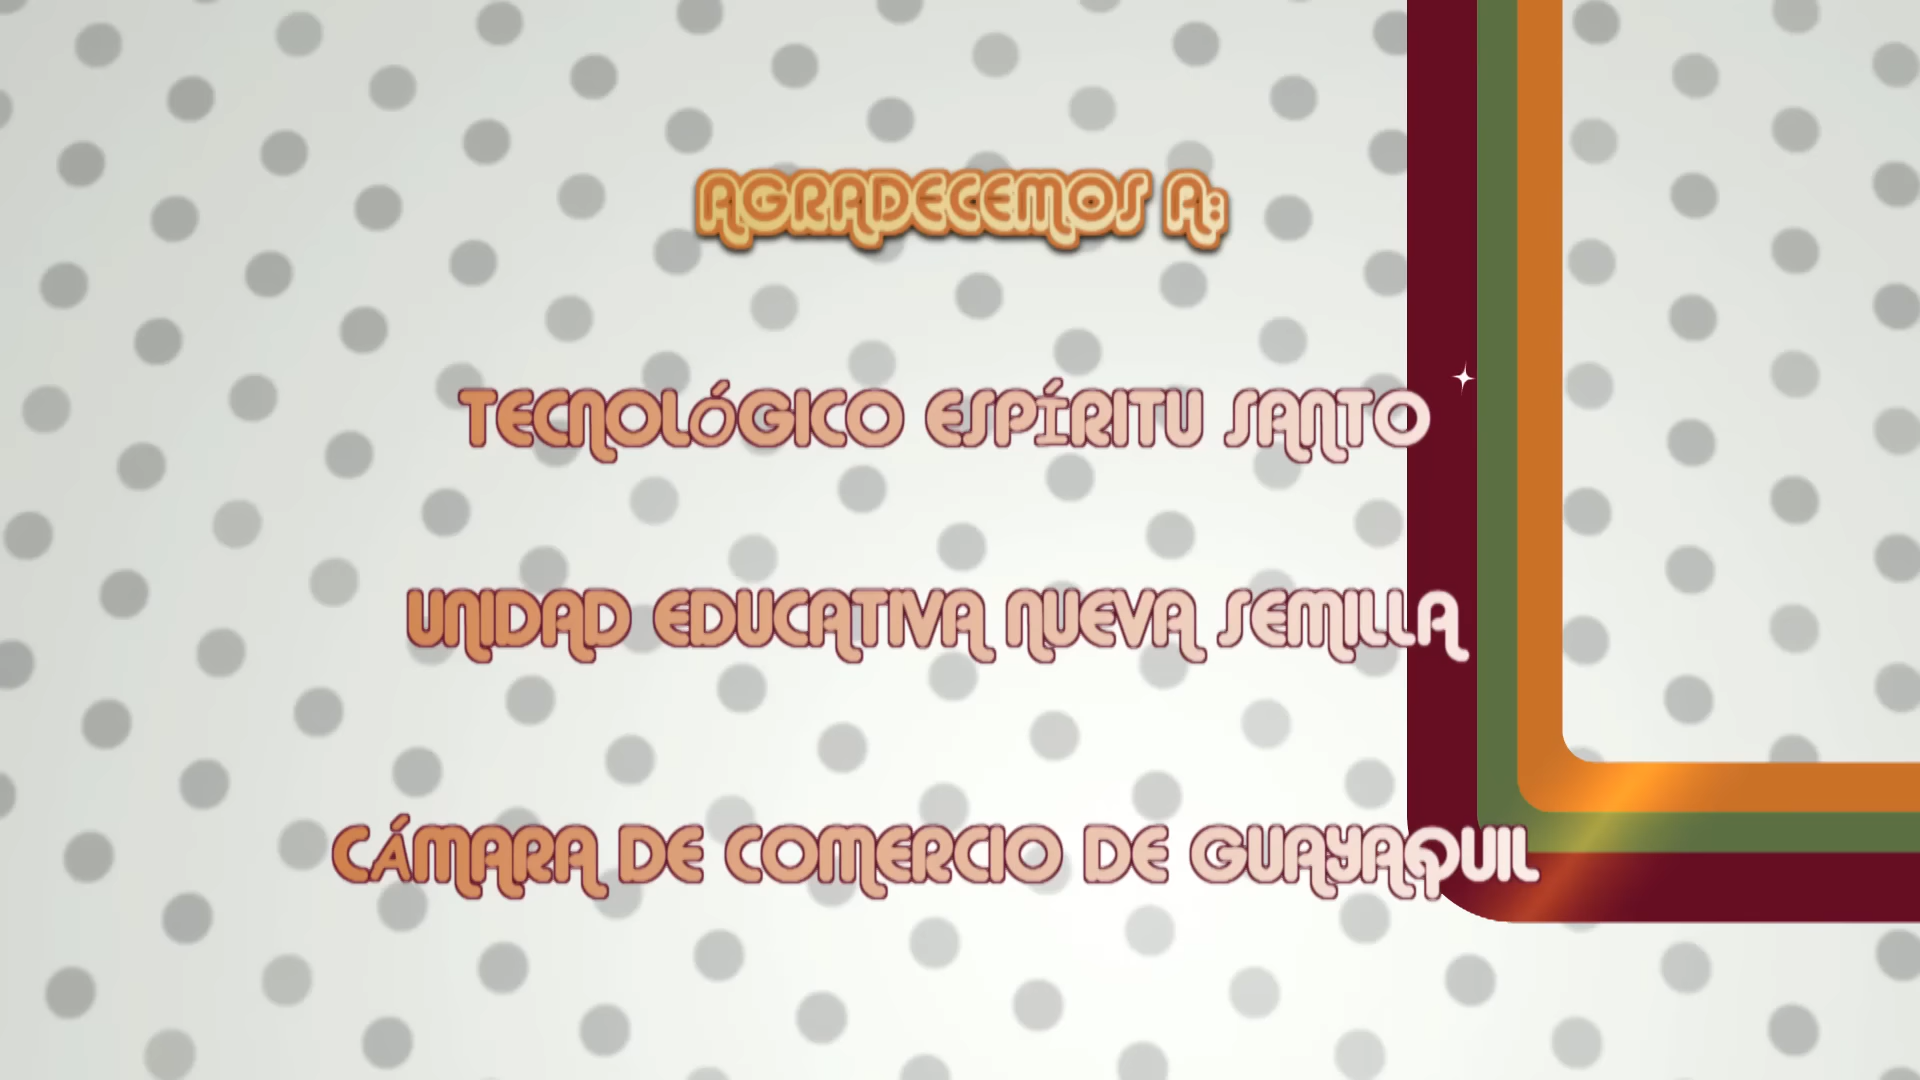 AGRADECEMOS A:
TECNOLÓGICO ESPÍRITU SANTO
UNIDAD EDUCATIVA NUEVA SEMILLA
CÁMARA DE COMERCIO DE GUAYAQUIL